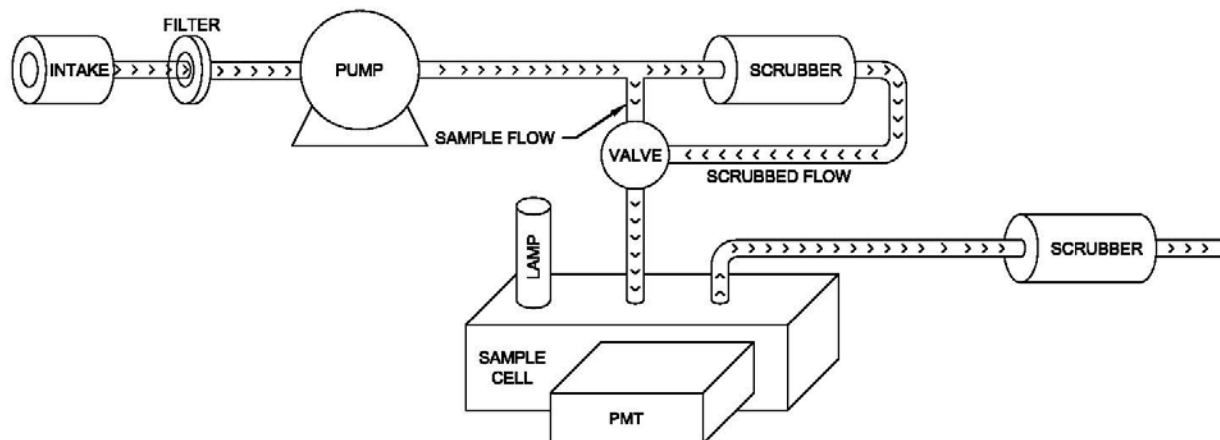 FILTER
INTAKE
PUMP
SCRUBBER
SAMPLE FLOW
VALVE
SCRUBBED FLOW
LAMP
SCRUBBER
SAMPLE
CELL
PMT